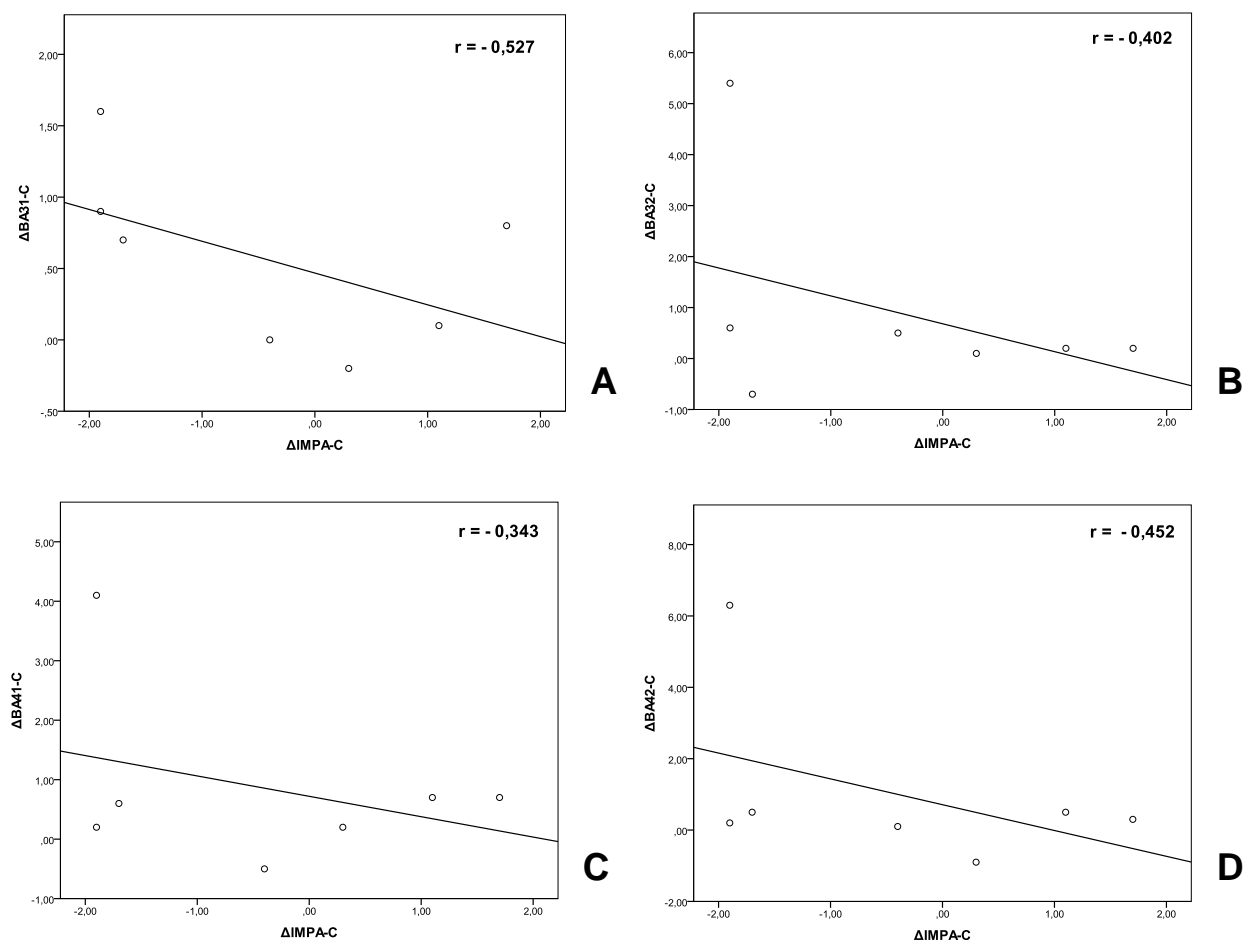 r = - 0,527
2,00
1,50
1,00
,50
,00
-,50
ΔBA31-C
-2,00 -1,00 ,00 1,00 2,00
ΔIMPA-C
A
r = - 0,402
6,00
5,00
4,00
3,00
2,00
1,00
,00
-1,00
ΔBA32-C
-2,00 -1,00 ,00 1,00 2,00
ΔIMPA-C
B
r = - 0,343
5,00
4,00
3,00
2,00
1,00
,00
-1,00
ΔBA41-C
-2,00 -1,00 ,00 1,00 2,00
ΔIMPA-C
C
r = - 0,452
8,00
6,00
4,00
2,00
,00
-2,00
ΔBA42-C
-2,00 -1,00 ,00 1,00 2,00
ΔIMPA-C
D